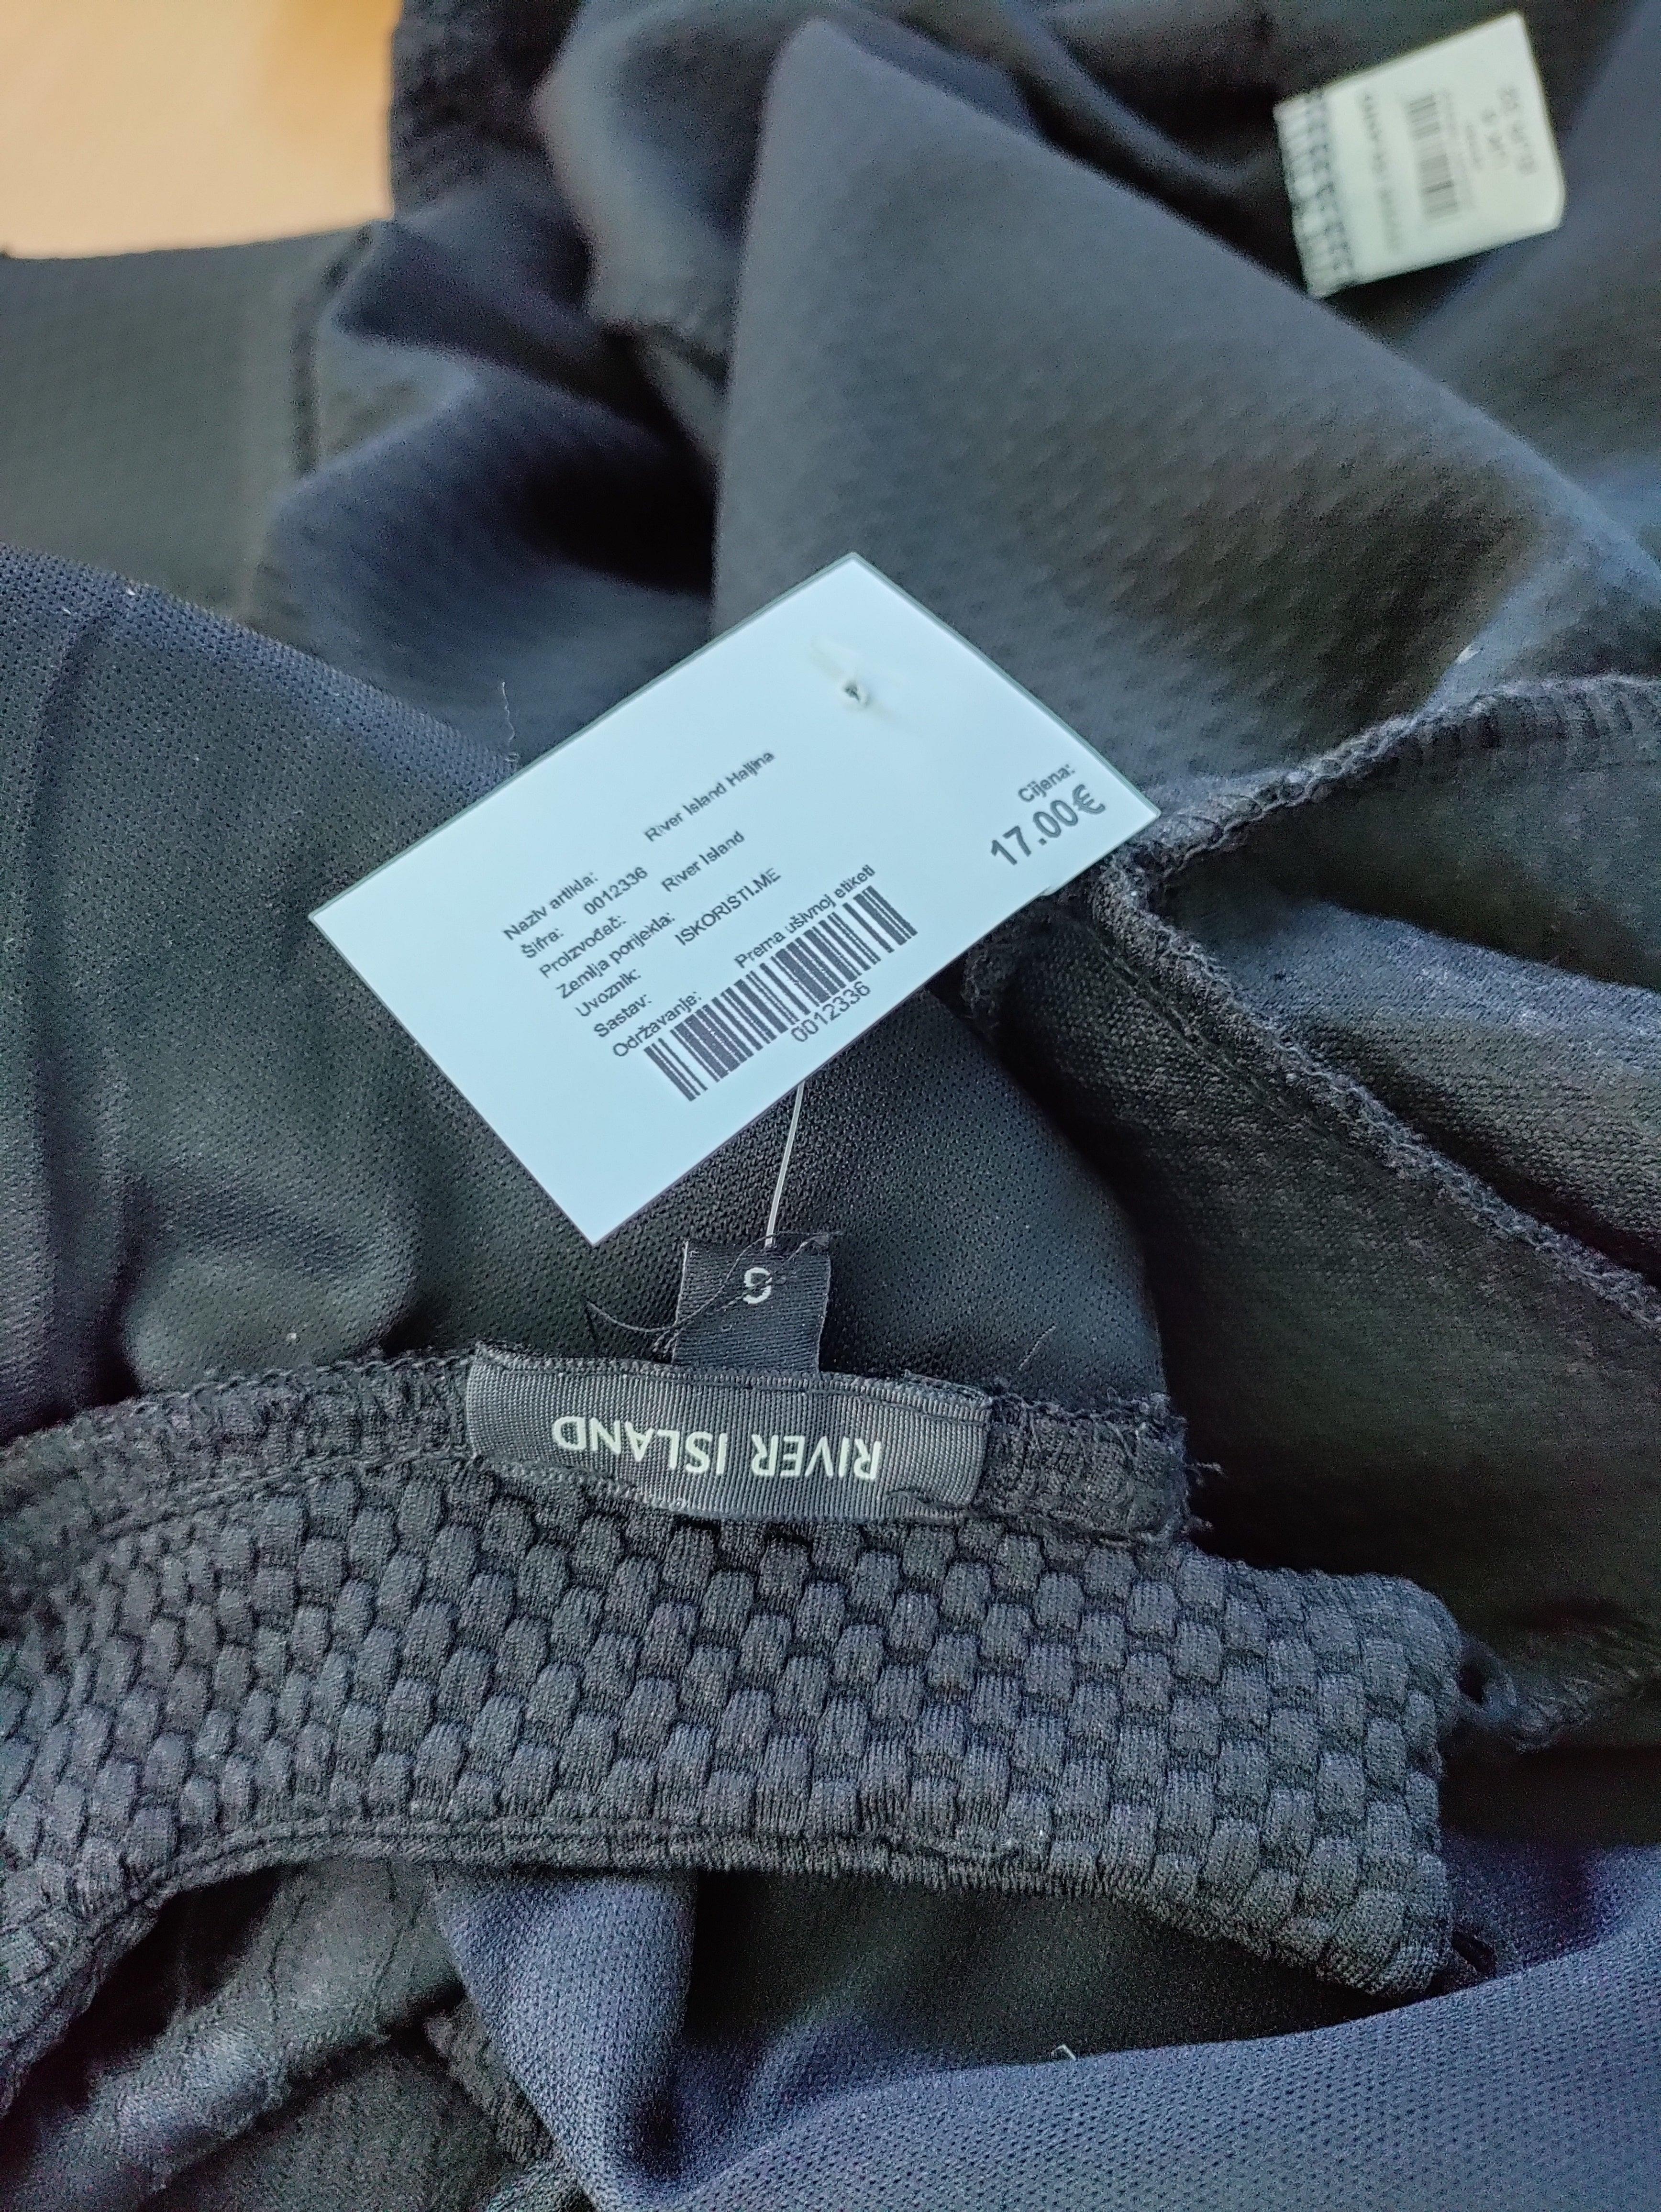 Naziv artikla: River Island Haljina
Šifra: 0012336
Proizvođač: River Island
Zemlja porijekla:
Uvoznik: ISKORISTI.ME
Sastav:
Održavanje: Prema ušivnoj etiketi
0012336
Cijena:
17.00€
RIVER ISLAND